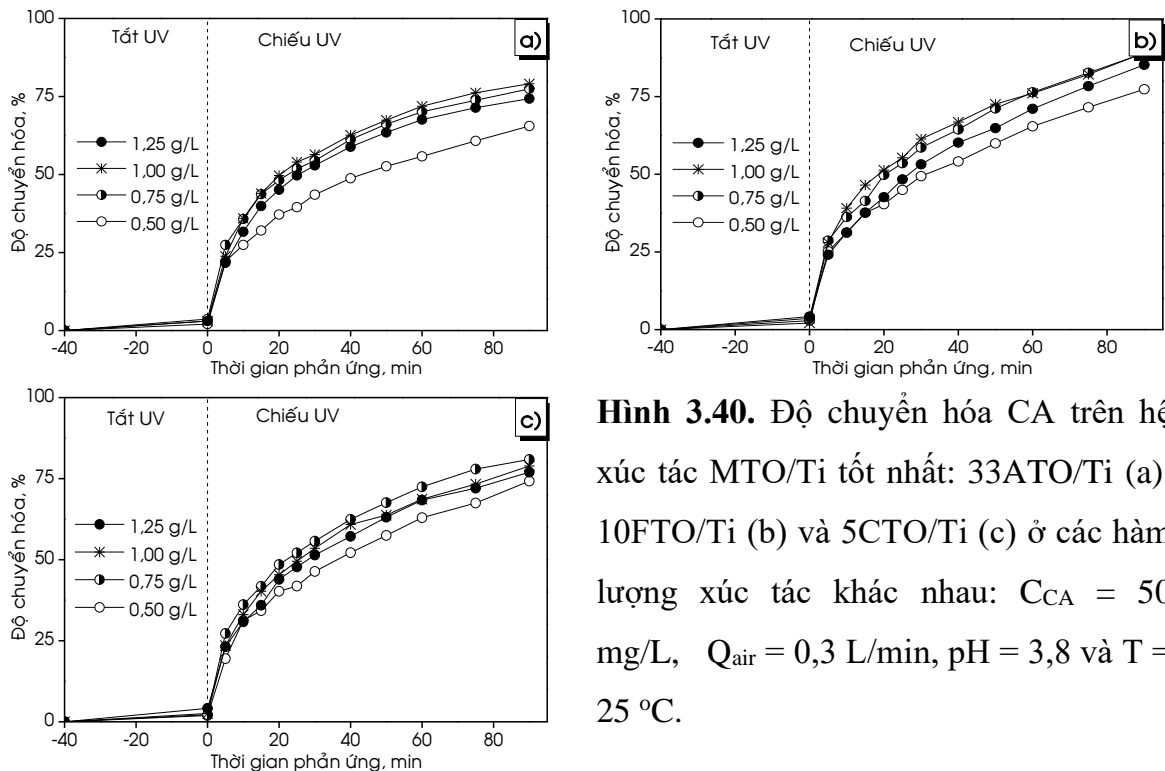 100
75
50
25
0
Độ chuyển hóa, %
Tắt UV
Chiếu UV
a)
1,25 g/L
1,00 g/L
0,75 g/L
0,50 g/L
-40 -20 0 20 40 60 80
Thời gian phản ứng, min
100
75
50
25
0
Độ chuyển hóa, %
Tắt UV
Chiếu UV
b)
1,25 g/L
1,00 g/L
0,75 g/L
0,50 g/L
-40 -20 0 20 40 60 80
Thời gian phản ứng, min
100
75
50
25
0
Độ chuyển hóa, %
Tắt UV
Chiếu UV
c)
1,25 g/L
1,00 g/L
0,75 g/L
0,50 g/L
-40 -20 0 20 40 60 80
Thời gian phản ứng, min
Hình 3.40. Độ chuyển hóa CA trên hệ
xúc tác MTO/Ti tốt nhất: 33ATO/Ti (a)
10FTO/Ti (b) và 5CTO/Ti (c) ở các hàm
lượng xúc tác khác nhau: C_CA = 50
mg/L, Q_air = 0,3 L/min, pH = 3,8 và T =
25 °C.